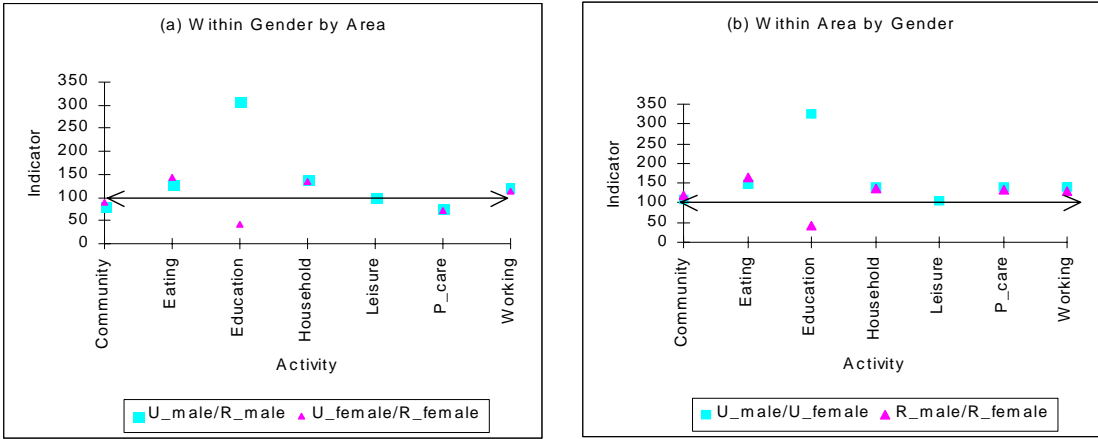 (a) Within Gender by Area
350
300
250
200
150
100
50
0
Indicator
Community
Eating
Education
Household
Leisure
P_care
Working
Activity
U_male/R_male U_female/R_female
(b) Within Area by Gender
350
300
250
200
150
100
50
0
Indicator
Community
Eating
Education
Household
Leisure
P_care
Working
Activity
U_male/U_female R_male/R_female